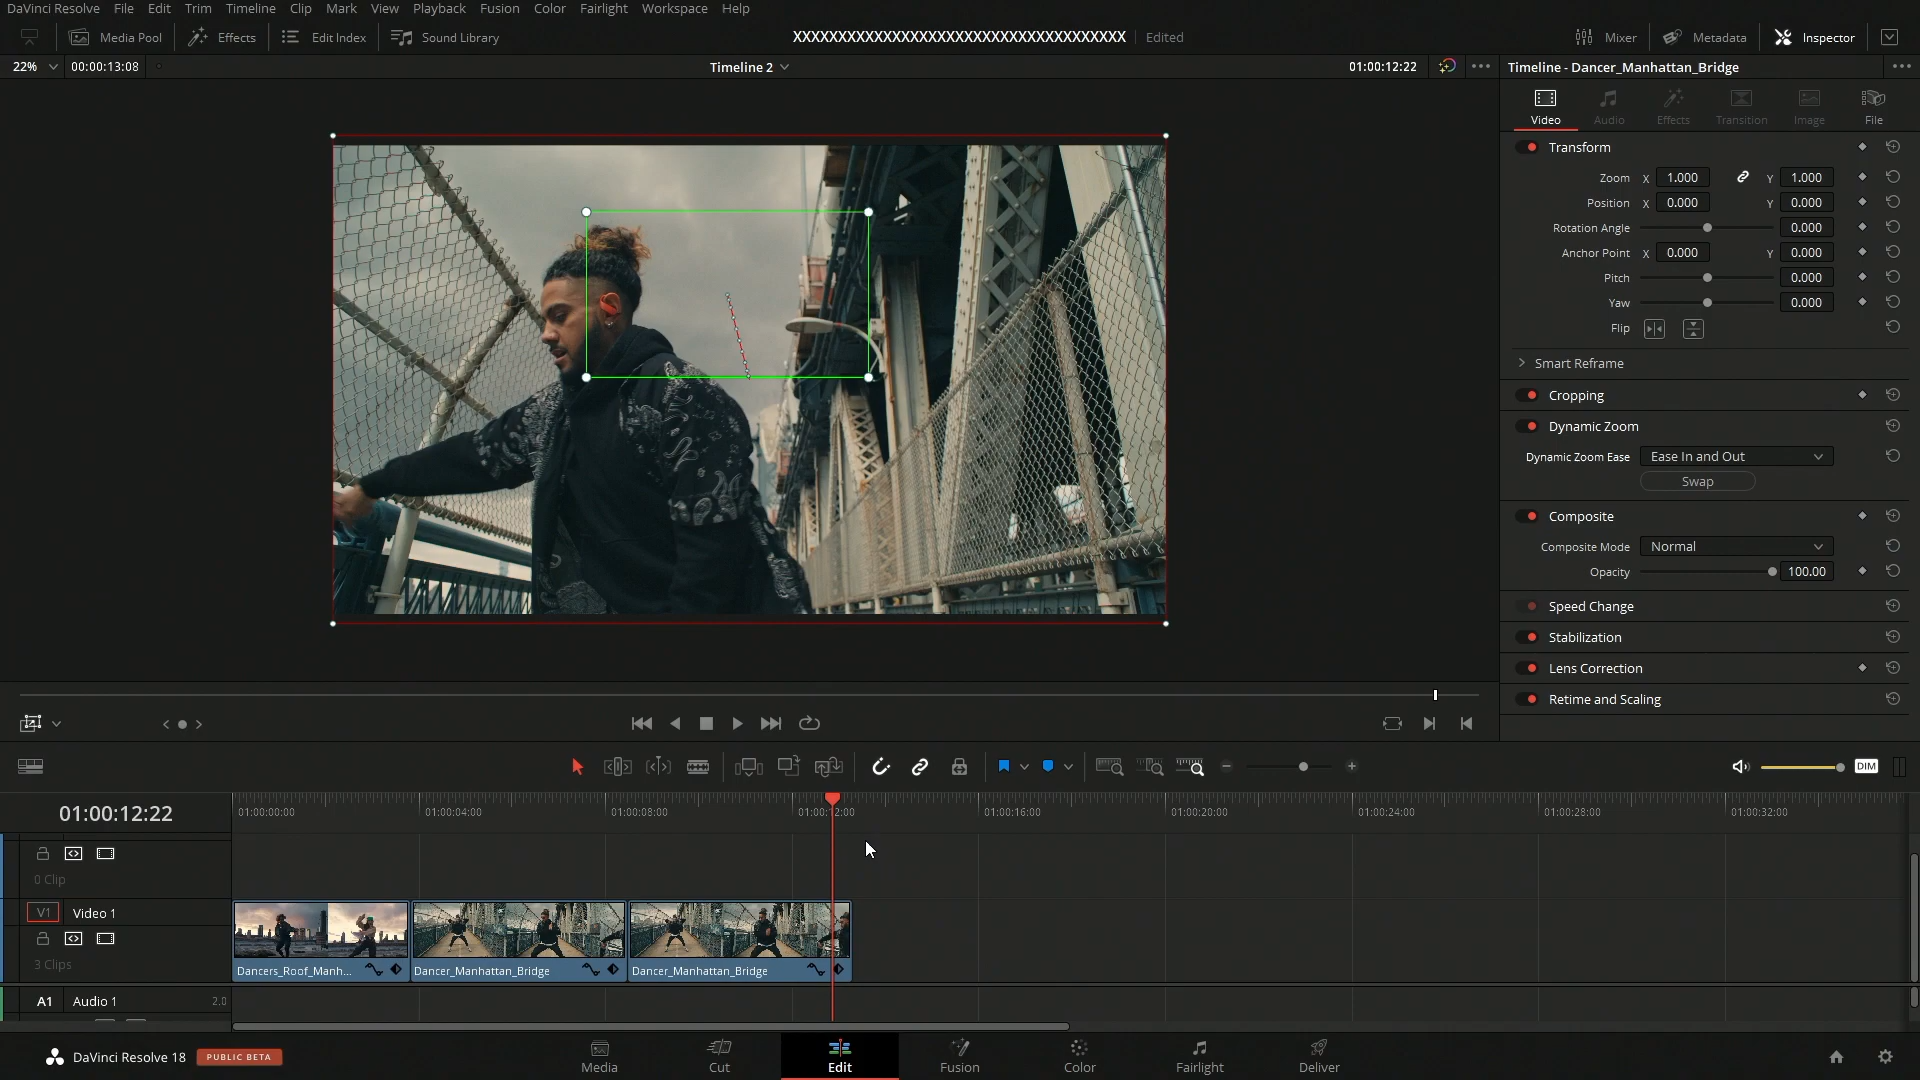 DaVinci Resolve File Edit Trim Timeline Clip Mark View Playback Fusion Color Fairlight Workspace Help
Media Pool Effects Edit Index Sound Library XXXXXXXXXXXXXXXXXXXXXXXXXXXXXXXXXXXXX Edited Mixer Metadata Inspector
22% 00:00:13:08 Timeline 2 01:00:12:22 Timeline - Dancer_Manhattan_Bridge
Video Audio Effects Transition Image File
Transform
Zoom X 1.000 Y 1.000
Position X 0.000 Y 0.000
Rotation Angle 0.000
Anchor Point X 0.000 Y 0.000
Pitch 0.000
Yaw 0.000
Flip
Smart Reframe
Cropping
Dynamic Zoom
Dynamic Zoom Ease Ease In and Out
Swap
Composite
Composite Mode Normal
Opacity 100.00
Speed Change
Stabilization
Lens Correction
Retime and Scaling
DIM
01:00:12:22 01:00:00:00 01:00:04:00 01:00:08:00 01:00:12:00 01:00:16:00 01:00:20:00 01:00:24:00 01:00:28:00 01:00:32:00
0 Clip
V1 Video 1
3 Clips
Dancers_Roof_Manh... Dancer_Manhattan_Bridge Dancer_Manhattan_Bridge
A1 Audio 1 2.0
DaVinci Resolve 18 PUBLIC BETA Media Cut Edit Fusion Color Fairlight Deliver